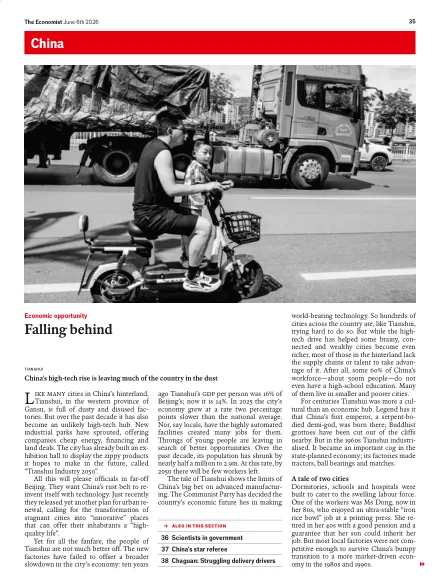 The Economist June 6th 2026
35
China
Economic opportunity
Falling behind
TIANSHUI
China's high-tech rise is leaving much of the country in the dust
LIKE MANY cities in China's hinterland,
Tianshui, in the western province of
Gansu, is full of dusty and disused fac-
tories. But over the past decade it has also
become an unlikely high-tech hub. New
industrial parks have sprouted, offering
companies cheap energy, financing and
land deals. The city has already built an ex-
hibition hall to display the zippy products
it hopes to make in the future, called
"Tianshui Industry 2050".
All this will please officials in far-off
Beijing. They want China's rust belt to re-
invent itself with technology. Just recently
they released yet another plan for urban re-
newal, calling for the transformation of
stagnant cities into "innovative" places
that can offer their inhabitants a "high-
quality life".
Yet for all the fanfare, the people of
Tianshui are not much better off. The new
factories have failed to offset a broader
slowdown in the city's economy: ten years
ago Tianshui's GDP per person was 16% of
Beijing's; now it is 14%. In 2025 the city's
economy grew at a rate two percentage
points slower than the national average.
Nor, say locals, have the highly automated
factories created many jobs for them.
Throngs of young people are leaving in
search of better opportunities. Over the
past decade, its population has shrunk by
nearly half a million to 2.9m. At this rate, by
2050 there will be few workers left.
The tale of Tianshui shows the limits of
China's big bet on advanced manufactur-
ing. The Communist Party has decided the
country's economic future lies in making
→ ALSO IN THIS SECTION
36 Scientists in government
37 China's star referee
38 Chaguan: Struggling delivery drivers
world-beating technology. So hundreds of
cities across the country are, like Tianshui,
trying hard to do so. But while the high-
tech drive has helped some brainy, con-
nected and wealthy cities become even
richer, most of those in the hinterland lack
the supply chains or talent to take advan-
tage of it. After all, some 60% of China's
workforce—about 500m people—do not
even have a high-school education. Many
of them live in smaller and poorer cities.
For centuries Tianshui was more a cul-
tural than an economic hub. Legend has it
that China's first emperor, a serpent-bo-
died demi-god, was born there; Buddhist
grottoes have been cut out of the cliffs
nearby. But in the 1960s Tianshui industri-
alised. It became an important cog in the
state-planned economy; its factories made
tractors, ball bearings and matches.
A tale of two cities
Dormitories, schools and hospitals were
built to cater to the swelling labour force.
One of the workers was Ms Dong, now in
her 80s, who enjoyed an ultra-stable "iron
rice bowl" job at a printing press. She re-
tired in her 40s with a good pension and a
guarantee that her son could inherit her
job. But most local factories were not com-
petitive enough to survive China's bumpy
transition to a more market-driven econ-
omy in the 1980s and 1990s.